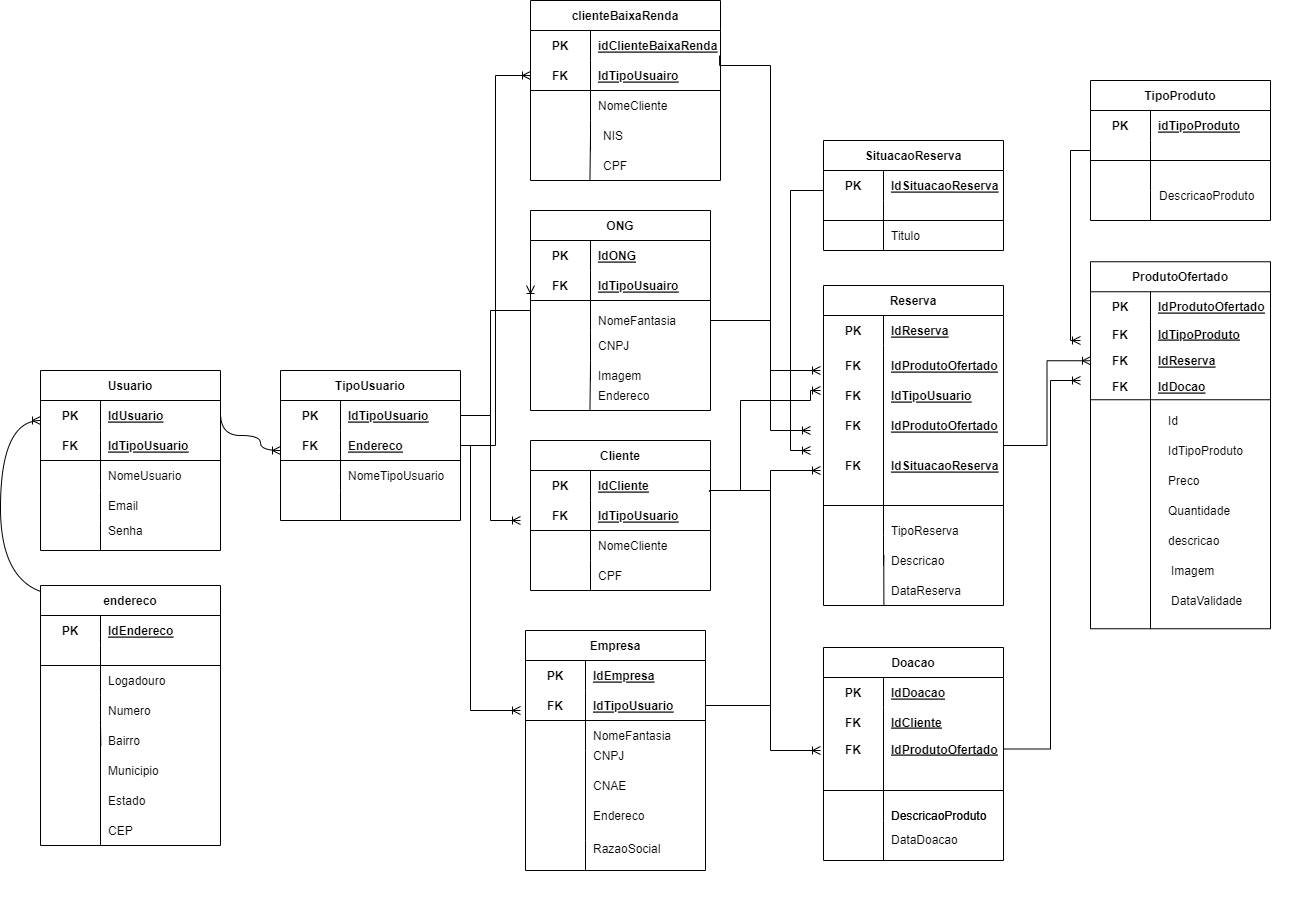 clienteBaixaRenda
PK idClienteBaixaRenda
FK IdTipoUsuairo
NomeCliente
NIS
CPF
ONG
PK IdONG
FK IdTipoUsuairo
NomeFantasia
CNPJ
Imagem
Endereco
Usuario
PK IdUsuario
FK IdTipoUsuario
NomeUsuario
Email
Senha
TipoUsuario
PK IdTipoUsuario
FK Endereco
NomeTipoUsuario
Cliente
PK IdCliente
FK IdTipoUsuario
NomeCliente
CPF
endereco
PK IdEndereco
Logadouro
Numero
Bairro
Municipio
Estado
CEP
Empresa
PK IdEmpresa
FK IdTipoUsuario
NomeFantasia
CNPJ
CNAE
Endereco
RazaoSocial
SituacaoReserva
PK IdSituacaoReserva
Titulo
Reserva
PK IdReserva
FK IdProdutoOfertado
FK IdTipoUsuario
FK IdProdutoOfertado
FK IdSituacaoReserva
TipoReserva
Descricao
DataReserva
Doacao
PK IdDoacao
FK IdCliente
FK IdProdutoOfertado
DescricaoProduto
DataDoacao
TipoProduto
PK idTipoProduto
DescricaoProduto
ProdutoOfertado
PK IdProdutoOfertado
FK IdTipoProduto
FK IdReserva
FK IdDocao
Id
IdTipoProduto
Preco
Quantidade
descricao
Imagem
DataValidade